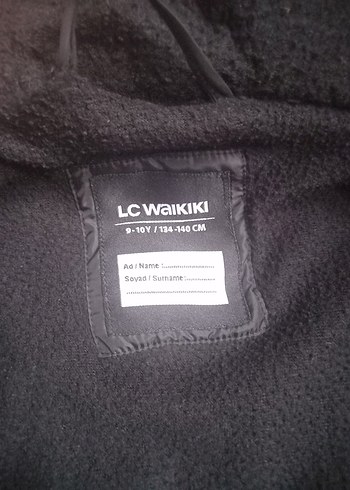 LC WAIKIKI
9-10Y / 134-140 CM
Ad / Name :........................
Soyad / Surname:..............
............................................